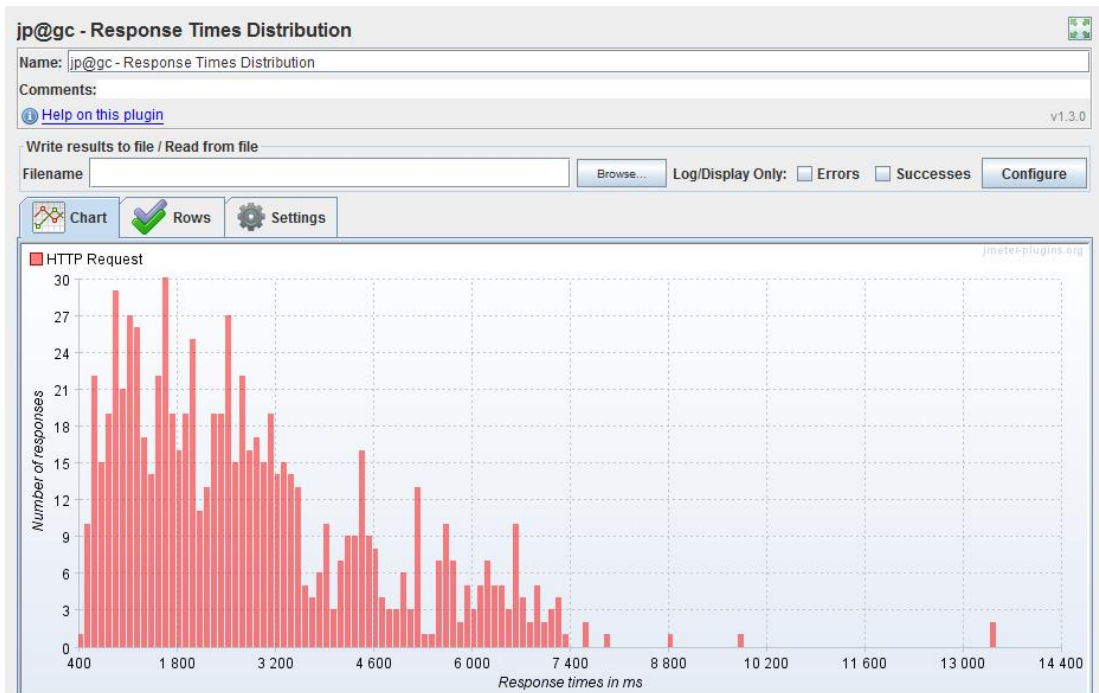 jp@gc - Response Times Distribution
Name: jp@gc - Response Times Distribution
Comments:
Help on this plugin v1.3.0
Write results to file / Read from file
Filename Browse... Log/Display Only: Errors Successes Configure
Chart Rows Settings
jmeter-plugins.org
HTTP Request
30
27
24
21
18
15
12
9
6
3
0
Number of responses
400 1 800 3 200 4 600 6 000 7 400 8 800 10 200 11 600 13 000 14 400
Response times in ms